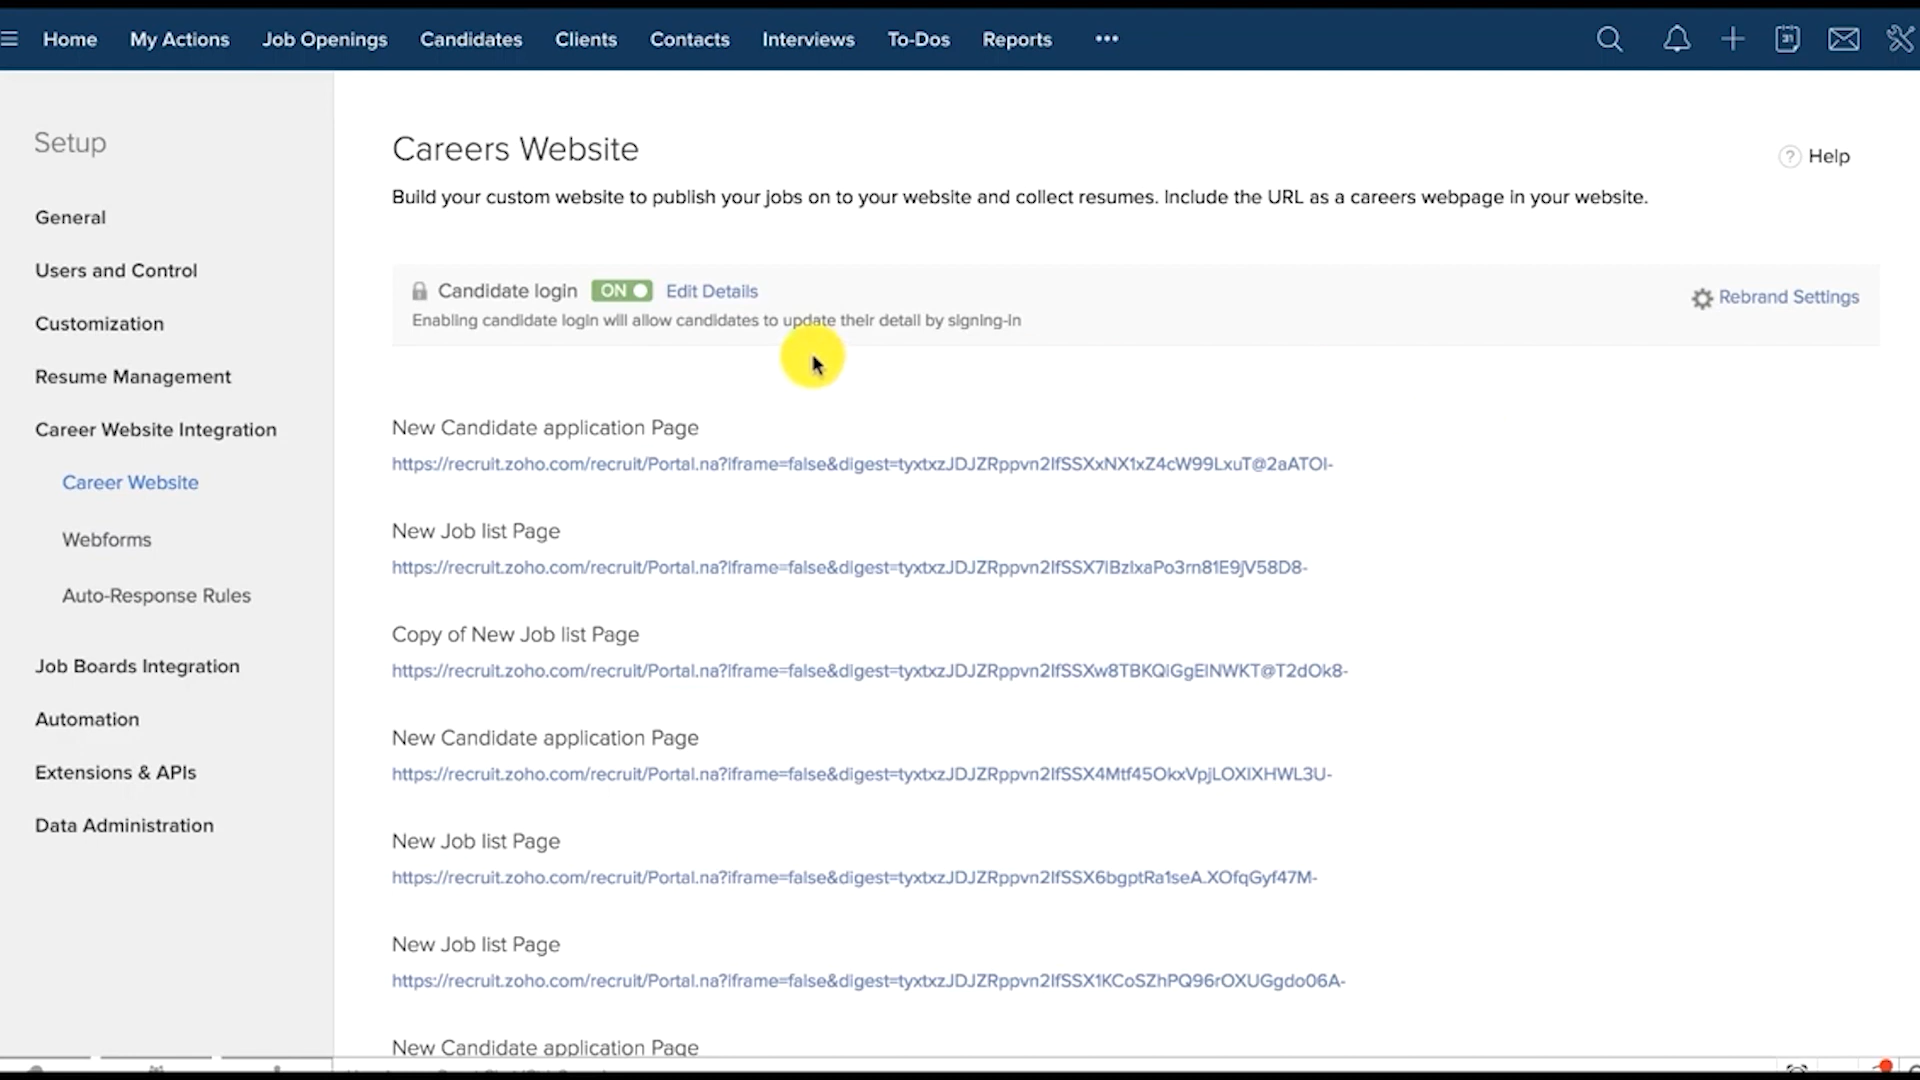 Home My Actions Job Openings Candidates Clients Contacts Interviews To-Dos Reports •••
31
Setup
General
Users and Control
Customization
Resume Management
Career Website Integration
Career Website
Webforms
Auto-Response Rules
Job Boards Integration
Automation
Extensions & APIs
Data Administration
Careers Website
? Help
Build your custom website to publish your jobs on to your website and collect resumes. Include the URL as a careers webpage in your website.
Candidate login ON Edit Details
Rebrand Settings
Enabling candidate login will allow candidates to update their detail by signing-in
New Candidate application Page
https://recruit.zoho.com/recruit/Portal.na?iframe=false&digest=tyxtxzJDJZRppvn2IfSSXxNX1xZ4cW99LxuT@2aATOI-
New Job list Page
https://recruit.zoho.com/recruit/Portal.na?iframe=false&digest=tyxtxzJDJZRppvn2IfSSX7IBzIxaPo3rn81E9jV58D8-
Copy of New Job list Page
https://recruit.zoho.com/recruit/Portal.na?iframe=false&digest=tyxtxzJDJZRppvn2IfSSXw8TBKQIGgEINWKT@T2dOk8-
New Candidate application Page
https://recruit.zoho.com/recruit/Portal.na?iframe=false&digest=tyxtxzJDJZRppvn2IfSSX4Mtf45OkxVpjLOXIXHWL3U-
New Job list Page
https://recruit.zoho.com/recruit/Portal.na?iframe=false&digest=tyxtxzJDJZRppvn2IfSSX6bgptRa1seA.XOfqGyf47M-
New Job list Page
https://recruit.zoho.com/recruit/Portal.na?iframe=false&digest=tyxtxzJDJZRppvn2IfSSX1KCoSZhPQ96rOXUGgdo06A-
New Candidate application Page